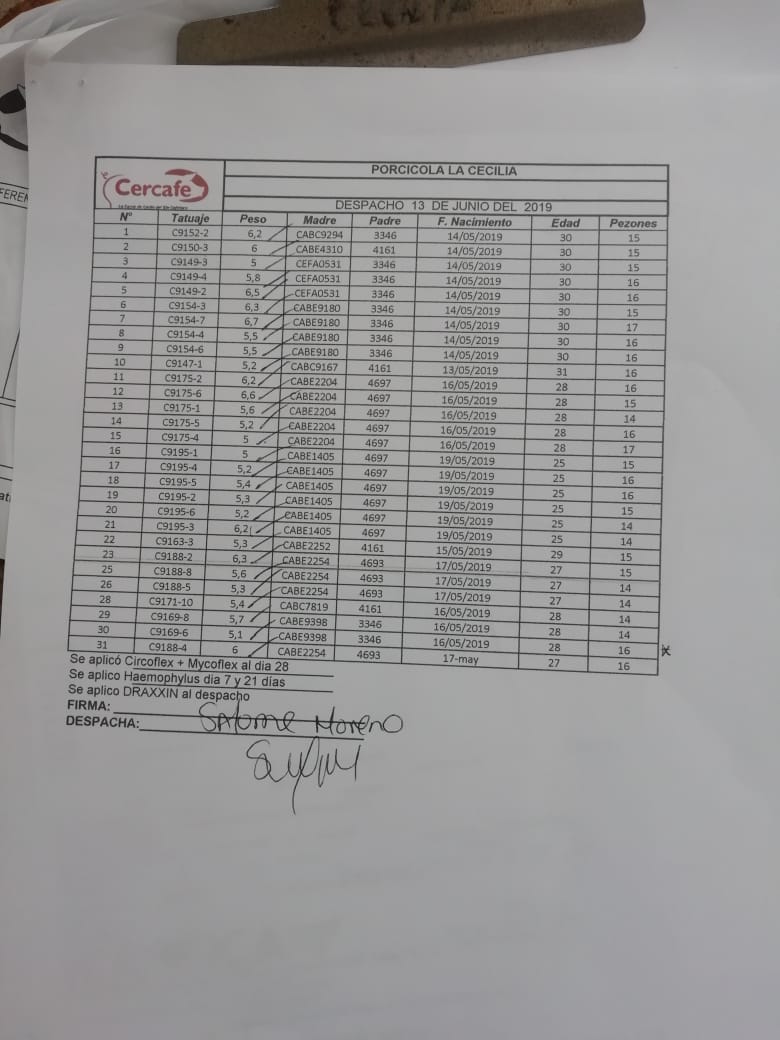 FEREN
Cercafe
PORCICOLA LA CECILIA
DESPACHO 13 DE JUNIO DEL 2019
N° Tatuaje Peso Madre Padre F. Nacimiento Edad Pezones
1 C9152-2 6,2 CABC9294 3346 14/05/2019 30 15
2 C9150-3 6 CABE4310 4161 14/05/2019 30 15
3 C9149-3 5 CEFA0531 3346 14/05/2019 30 15
4 C9149-4 5,8 CEFA0531 3346 14/05/2019 30 16
5 C9149-2 6,5 CEFA0531 3346 14/05/2019 30 16
6 C9154-3 6,3 CABE9180 3346 14/05/2019 30 15
7 C9154-7 6,7 CABE9180 3346 14/05/2019 30 17
8 C9154-4 5,5 CABE9180 3346 14/05/2019 30 16
9 C9154-6 5,5 CABE9180 3346 14/05/2019 30 16
10 C9147-1 5,2 CABC9167 4161 13/05/2019 31 16
11 C9175-2 6,2 CABE2204 4697 16/05/2019 28 16
12 C9175-6 6,6 CABE2204 4697 16/05/2019 28 15
13 C9175-1 5,6 CABE2204 4697 16/05/2019 28 14
14 C9175-5 5,2 CABE2204 4697 16/05/2019 28 16
15 C9175-4 5 CABE2204 4697 16/05/2019 28 17
16 C9195-1 5 CABE1405 4697 19/05/2019 25 15
17 C9195-4 5,2 CABE1405 4697 19/05/2019 25 16
18 C9195-5 5,4 CABE1405 4697 19/05/2019 25 16
19 C9195-2 5,3 CABE1405 4697 19/05/2019 25 15
20 C9195-6 5,2 CABE1405 4697 19/05/2019 25 14
21 C9195-3 6,2 CABE1405 4697 19/05/2019 25 14
22 C9163-3 5,3 CABE2252 4161 15/05/2019 29 15
23 C9188-2 6,3 CABE2254 4693 17/05/2019 27 15
25 C9188-8 5,6 CABE2254 4693 17/05/2019 27 14
26 C9188-5 5,3 CABE2254 4693 17/05/2019 27 14
28 C9171-10 5,4 CABC7819 4161 16/05/2019 28 14
29 C9169-8 5,7 CABE9398 3346 16/05/2019 28 14
30 C9169-6 5,1 CABE9398 3346 16/05/2019 28 16
31 C9188-4 6 CABE2254 4693 17-may 27 16
Se aplicó Circoflex + Mycoflex al dia 28
Se aplico Haemophylus dia 7 y 21 días
Se aplico DRAXXIN al despacho
FIRMA:
DESPACHA: Salome Moreno